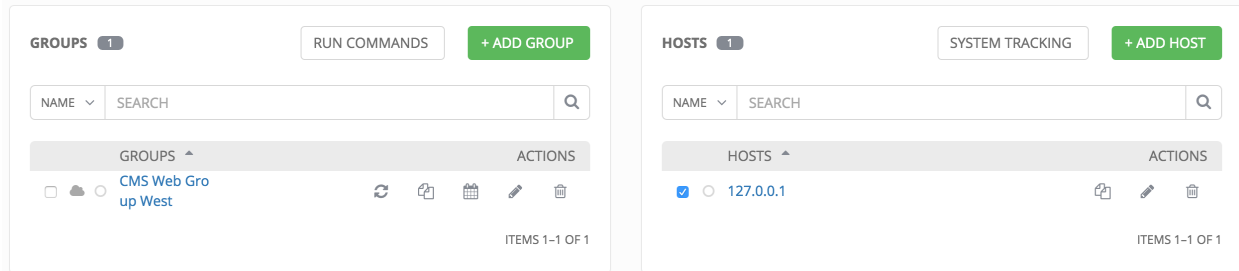 GROUPS 1 RUN COMMANDS + ADD GROUP
NAME SEARCH
GROUPS ACTIONS
CMS Web Gro
up West
ITEMS 1–1 OF 1
HOSTS 1 SYSTEM TRACKING + ADD HOST
NAME SEARCH
HOSTS ACTIONS
127.0.0.1
ITEMS 1–1 OF 1